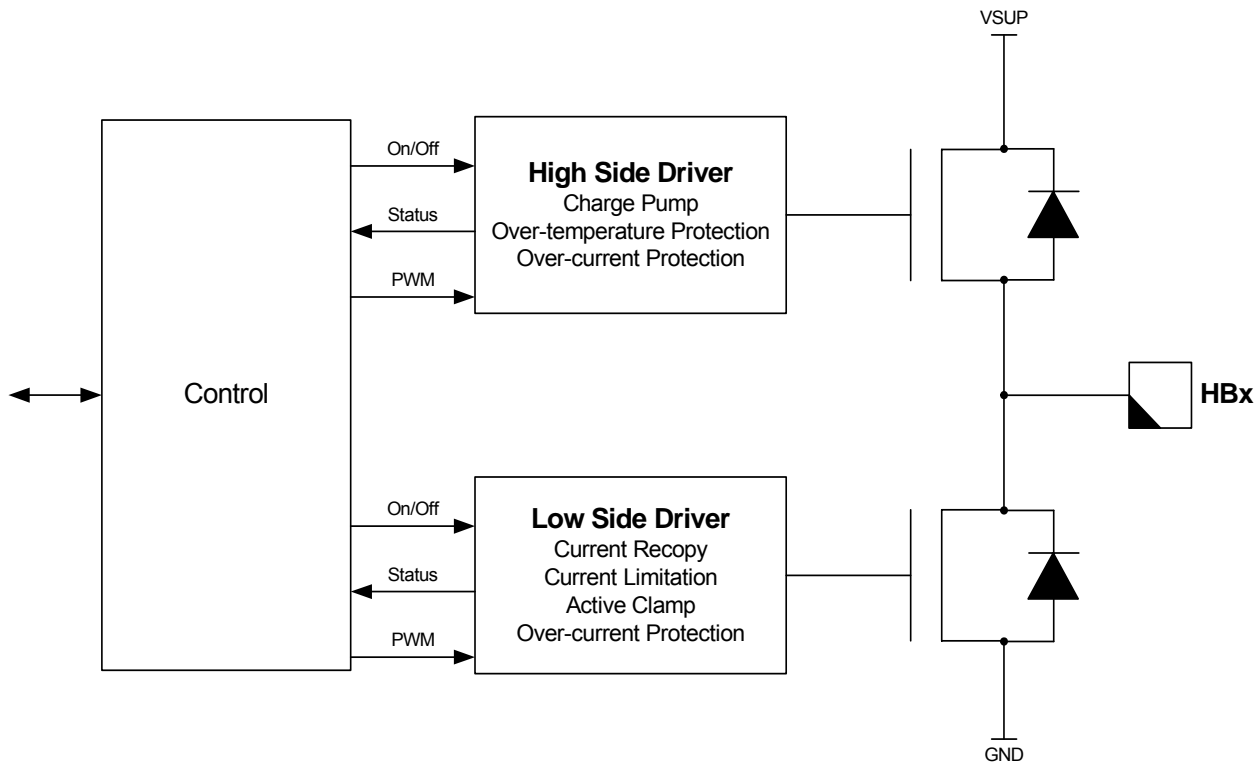 VSUP
Control
On/Off
Status
PWM
High Side Driver
Charge Pump
Over-temperature Protection
Over-current Protection
HBx
On/Off
Status
PWM
Low Side Driver
Current Recopy
Current Limitation
Active Clamp
Over-current Protection
GND